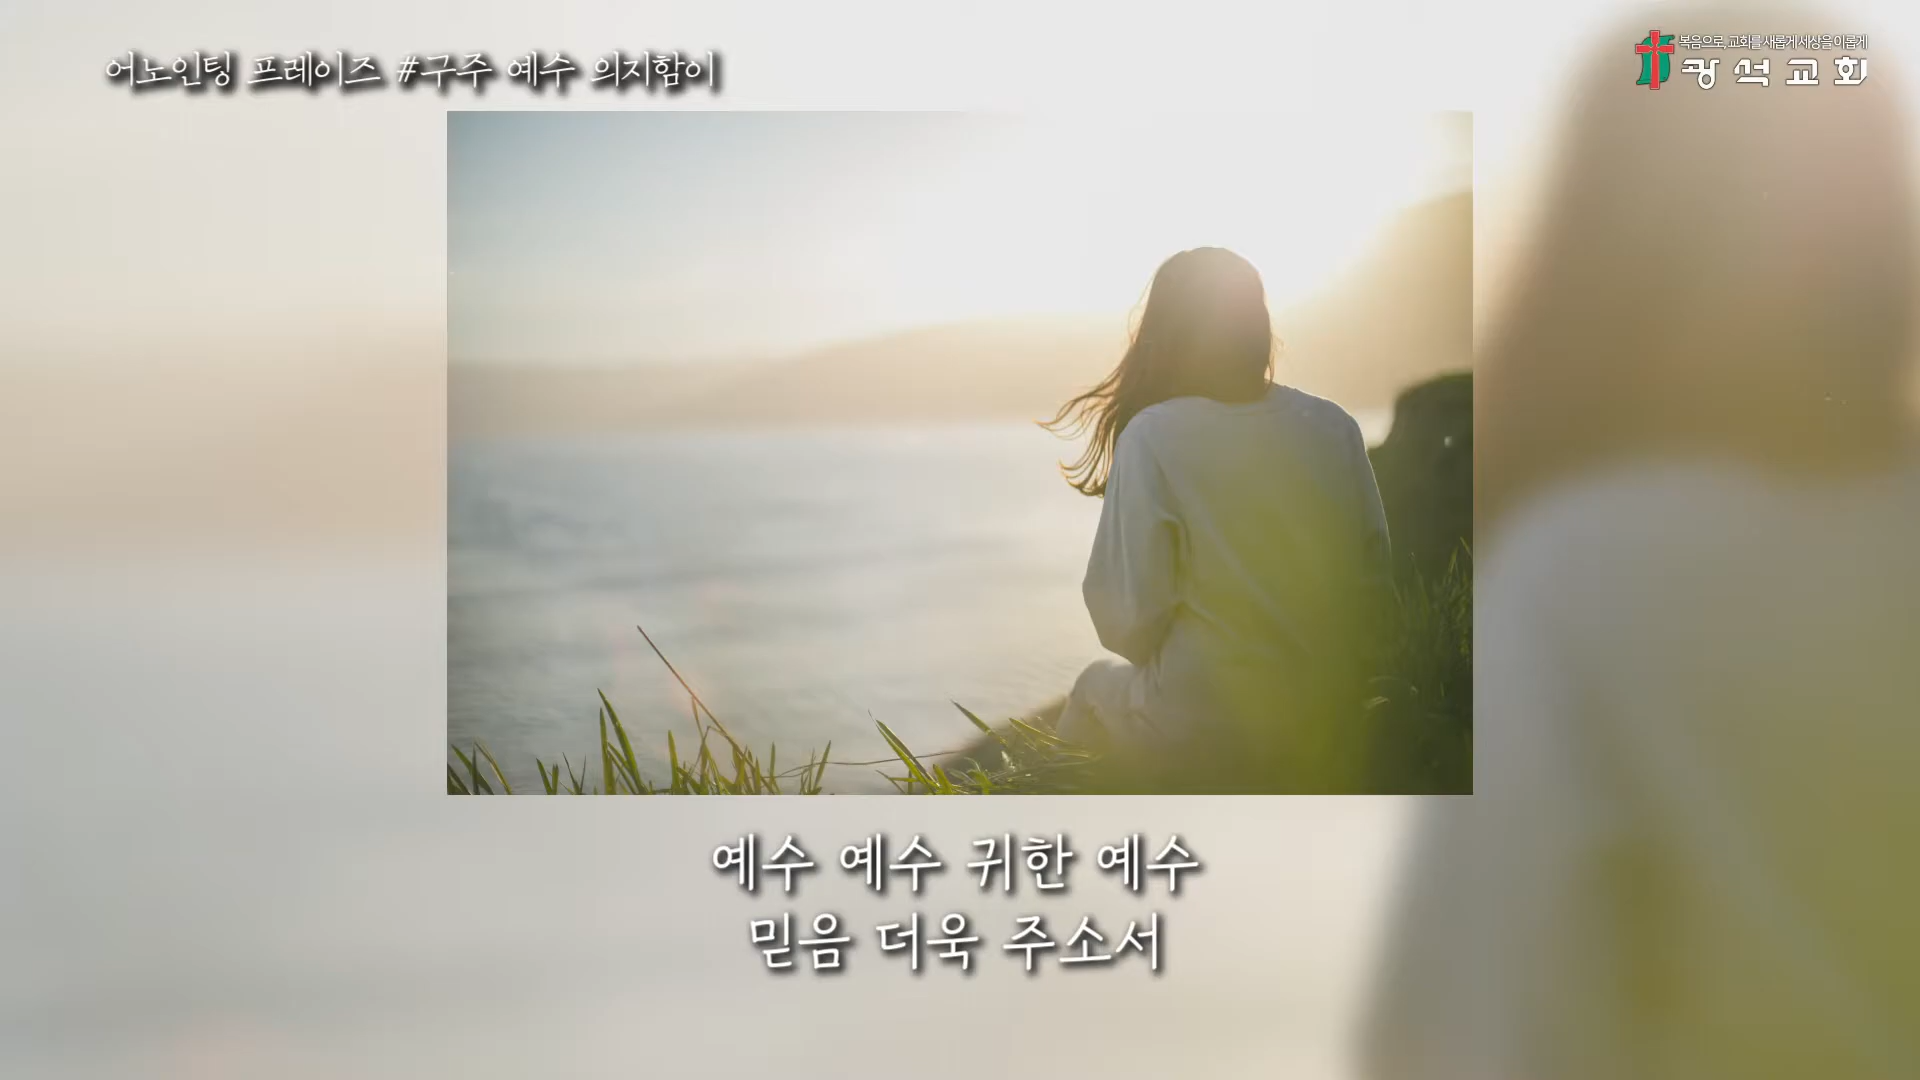 어노인팅 프레이즈 #구주 예수 의지함이
복음으로, 교회를 새롭게 세상을 이롭게
광석교회
예수 예수 귀한 예수
믿음 더욱 주소서